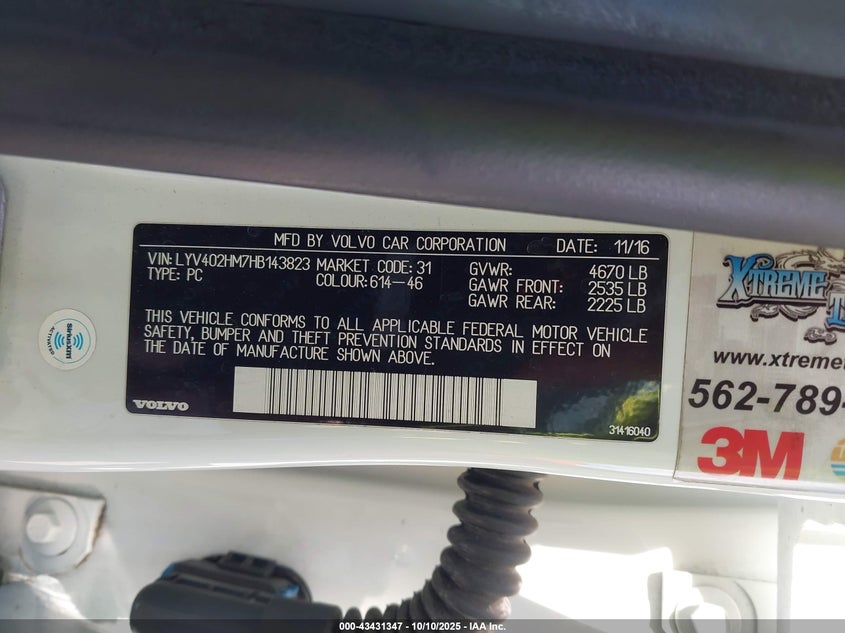 MFD BY VOLVO CAR CORPORATION DATE: 11/16
VIN: LYV402HM7HB143823 MARKET CODE: 31 GVWR: 4670 LB
TYPE: PC COLOUR: 614-46 GAWR FRONT: 2535 LB
GAWR REAR: 2225 LB
THIS VEHICLE CONFORMS TO ALL APPLICABLE FEDERAL MOTOR VEHICLE
SAFETY, BUMPER AND THEFT PREVENTION STANDARDS IN EFFECT ON
THE DATE OF MANUFACTURE SHOWN ABOVE.
VOLVO
31416040
ACTIVATED
SiriusXM
XTREME
www.xtreme
562-789-
3M
000-43431347 • 10/10/2025 • IAA, Inc.